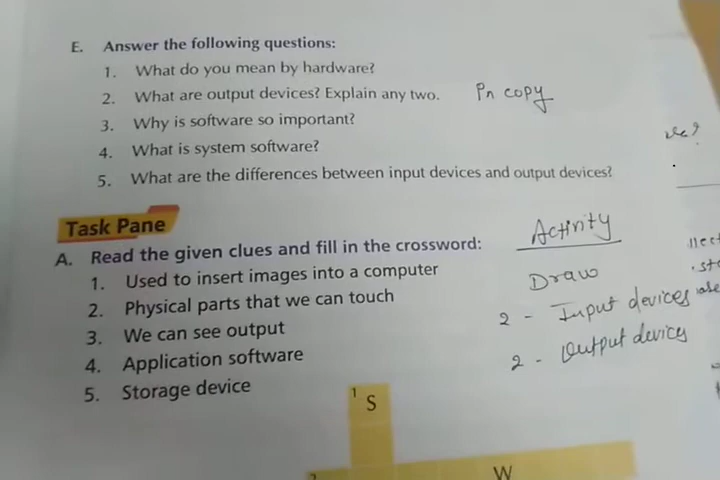 E. Answer the following questions:
1. What do you mean by hardware?
2. What are output devices? Explain any two. Pn copy
3. Why is software so important?
4. What is system software?
5. What are the differences between input devices and output devices?
Task Pane
Activity
A. Read the given clues and fill in the crossword:
1. Used to insert images into a computer
Draw
2. Physical parts that we can touch
2 - Input devices
3. We can see output
2 - Output devices
4. Application software
5. Storage device
1 S
2 W